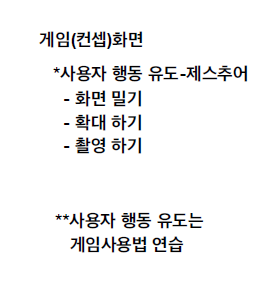 게임(컨셉)화면
*사용자 행동 유도-제스추어
- 화면 밀기
- 확대 하기
- 촬영 하기
**사용자 행동 유도는
게임사용법 연습